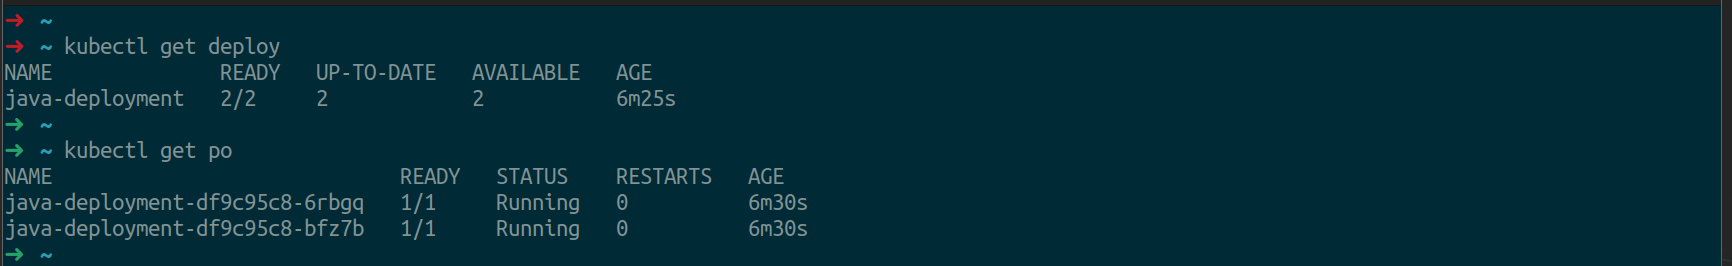 ➜ ~
➜ ~ kubectl get deploy
NAME READY UP-TO-DATE AVAILABLE AGE
java-deployment 2/2 2 2 6m25s
➜ ~
➜ ~ kubectl get po
NAME READY STATUS RESTARTS AGE
java-deployment-df9c95c8-6rbgq 1/1 Running 0 6m30s
java-deployment-df9c95c8-bfz7b 1/1 Running 0 6m30s
➜ ~